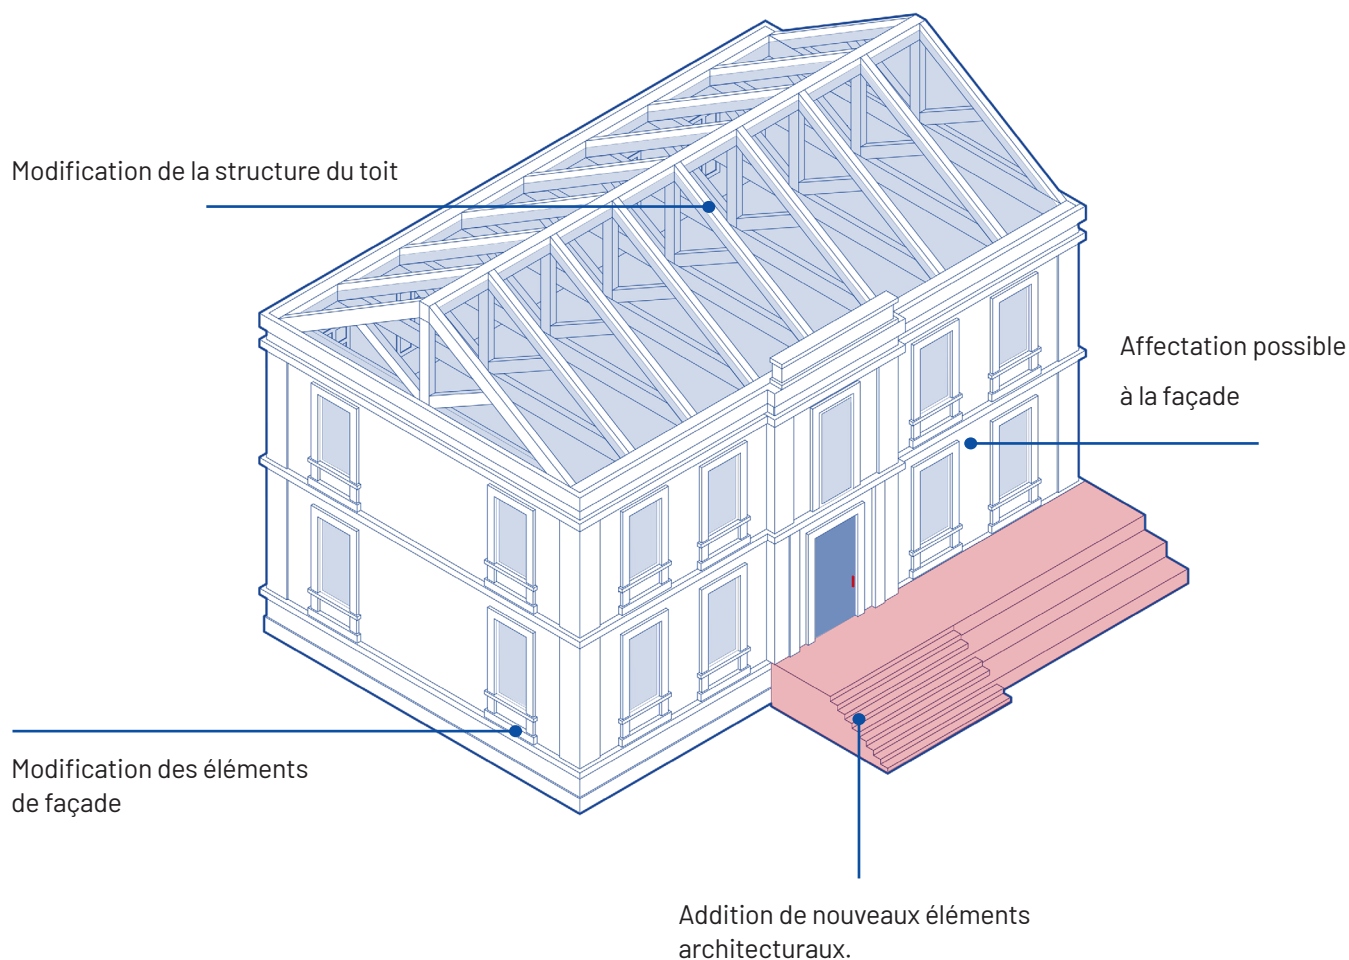 Modification de la structure du toit
Affectation possible
à la façade
Modification des éléments
de façade
Addition de nouveaux éléments
architecturaux.